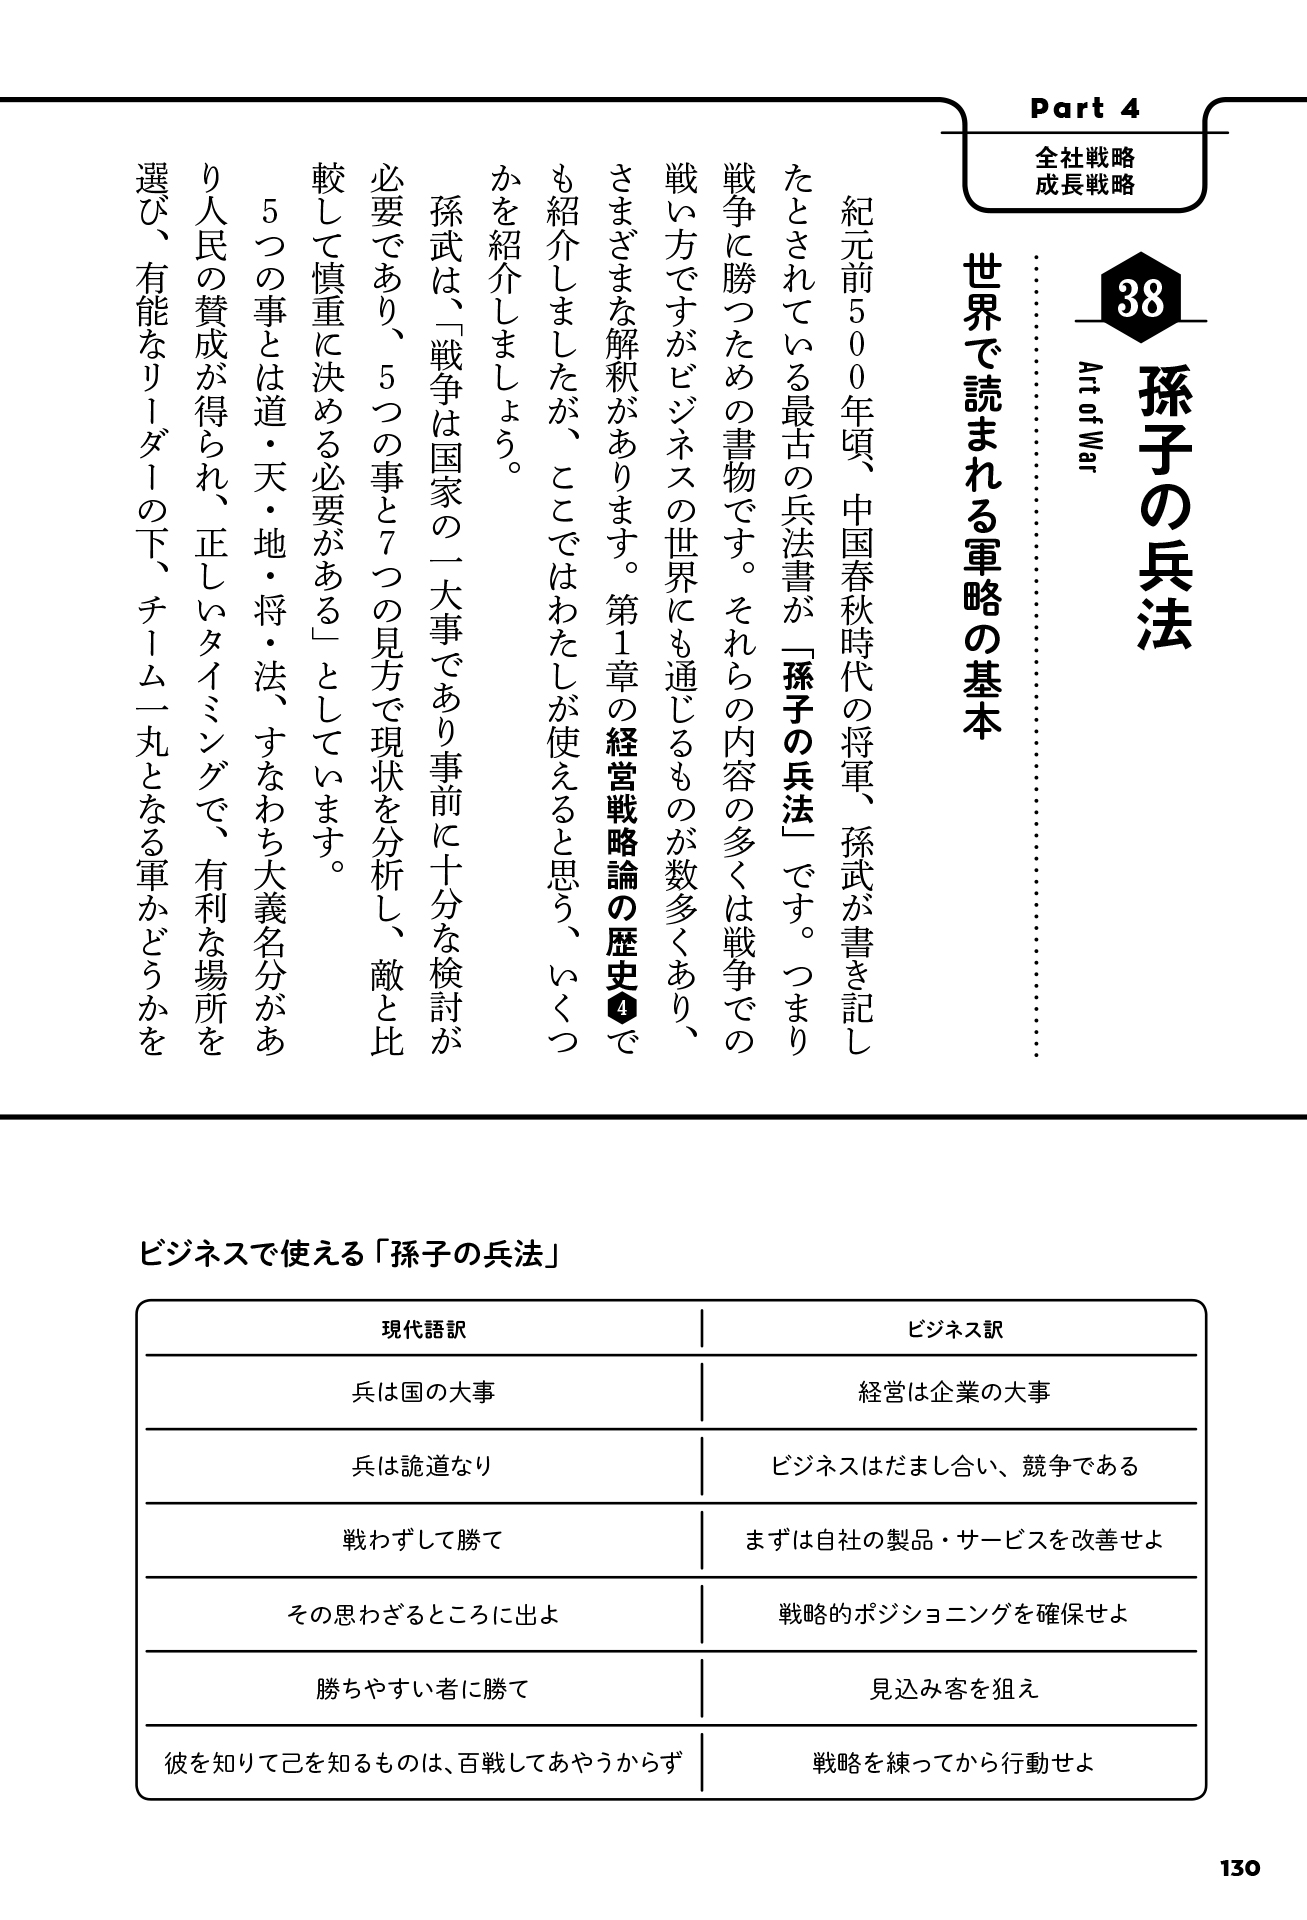 Part 4
全社戦略
成長戦略
38
孫子の兵法
Art of War
世界で読まれる軍略の基本
紀元前500年頃、中国春秋時代の将軍、孫武が書き記し
たとされている最古の兵法書が「孫子の兵法」です。つまり
戦争に勝つための書物です。それらの内容の多くは戦争での
戦い方ですがビジネスの世界にも通じるものが数多くあり、
さまざまな解釈があります。第1章の経営戦略論の歴史4で
も紹介しましたが、ここではわたしが使えると思う、いくつ
かを紹介しましょう。
孫武は、「戦争は国家の一大事であり事前に十分な検討が
必要であり、5つの事と7つの見方で現状を分析し、敵と比
較して慎重に決める必要がある」としています。
5つの事とは道・天・地・将・法、すなわち大義名分があ
り人民の賛成が得られ、正しいタイミングで、有利な場所を
選び、有能なリーダーの下、チーム一丸となる軍かどうかを
ビジネスで使える「孫子の兵法」
現代語訳 ビジネス訳
兵は国の大事 経営は企業の大事
兵は詭道なり ビジネスはだまし合い、競争である
戦わずして勝て まずは自社の製品・サービスを改善せよ
その思わざるところに出よ 戦略的ポジショニングを確保せよ
勝ちやすい者に勝て 見込み客を狙え
彼を知りて己を知るものは、百戦してあやうからず 戦略を練ってから行動せよ
130